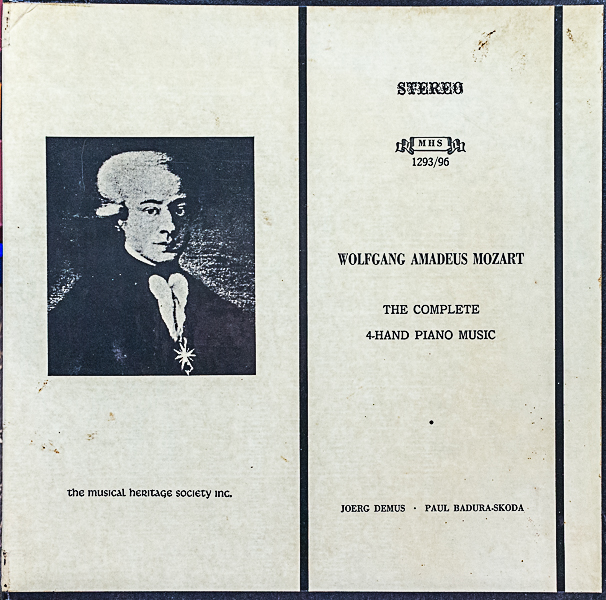 STEREO
MHS
1293/96
WOLFGANG AMADEUS MOZART
THE COMPLETE
4-HAND PIANO MUSIC
the musical heritage society inc.
JOERG DEMUS · PAUL BADURA-SKODA